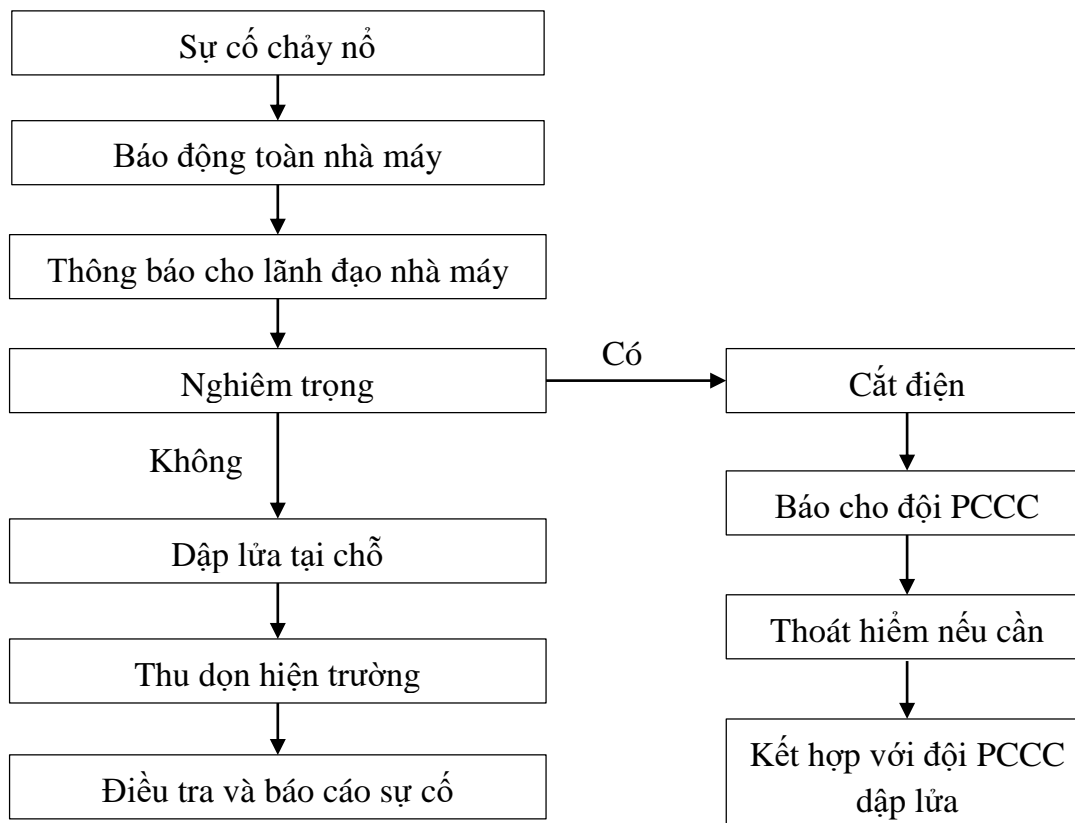 Sự cố chảy nổ
Báo động toàn nhà máy
Thông báo cho lãnh đạo nhà máy
Nghiêm trọng
Có
Cắt điện
Không
Báo cho đội PCCC
Dập lửa tại chỗ
Thoát hiểm nếu cần
Thu dọn hiện trường
Kết hợp với đội PCCC
dập lửa
Điều tra và báo cáo sự cố